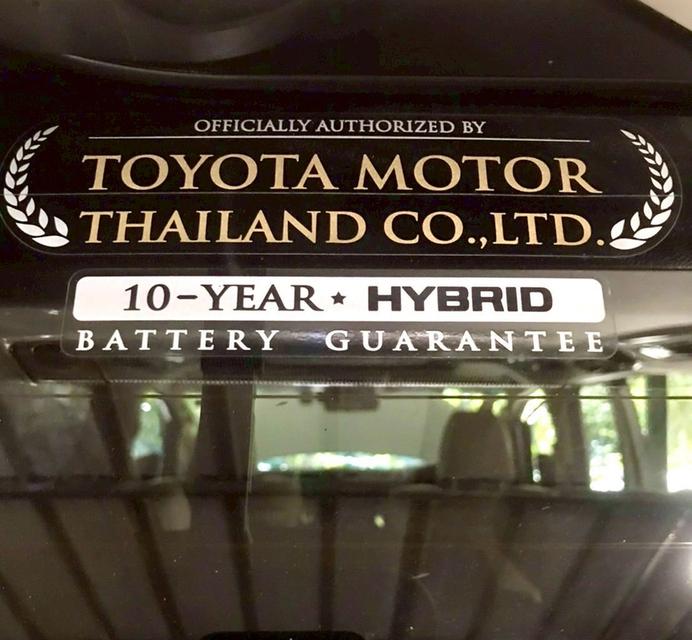 OFFICIALLY AUTHORIZED BY
TOYOTA MOTOR
THAILAND CO.,LTD.
10-YEAR ★ HYBRID
BATTERY GUARANTEE